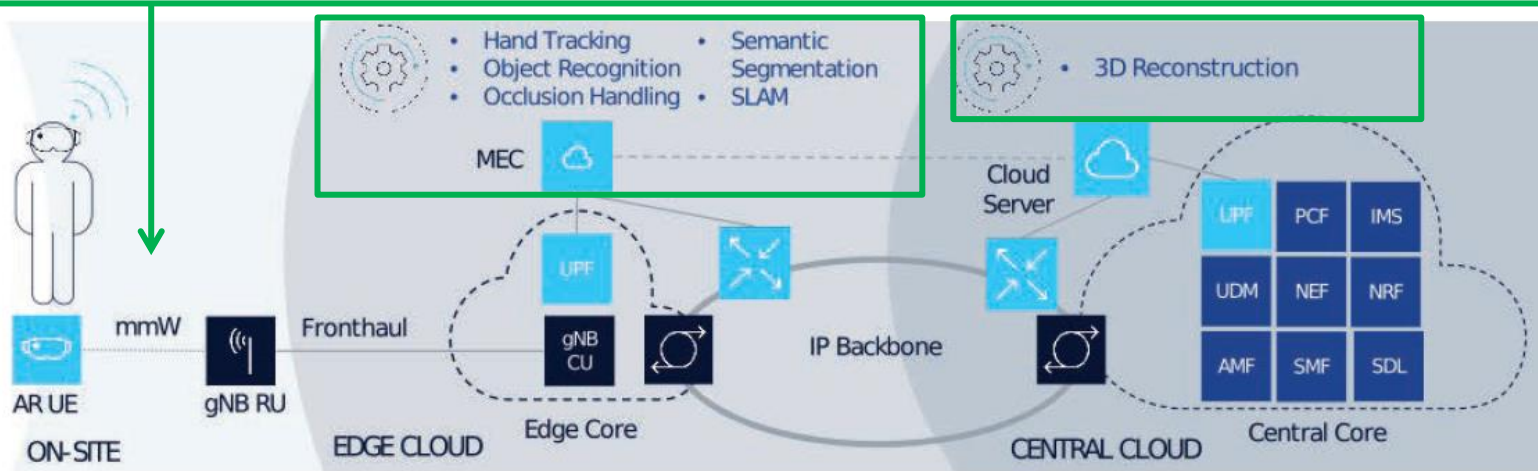 • Hand Tracking
• Object Recognition
• Occlusion Handling
• Semantic
Segmentation
• SLAM
• 3D Reconstruction
MEC
Cloud
Server
UPF
PCF
IMS
UPF
UDM
NEF
NRF
mmW
Fronthaul
gNB
CU
IP Backbone
AMF
SMF
SDL
AR UE
gNB RU
Edge Core
Central Core
ON-SITE
EDGE CLOUD
CENTRAL CLOUD